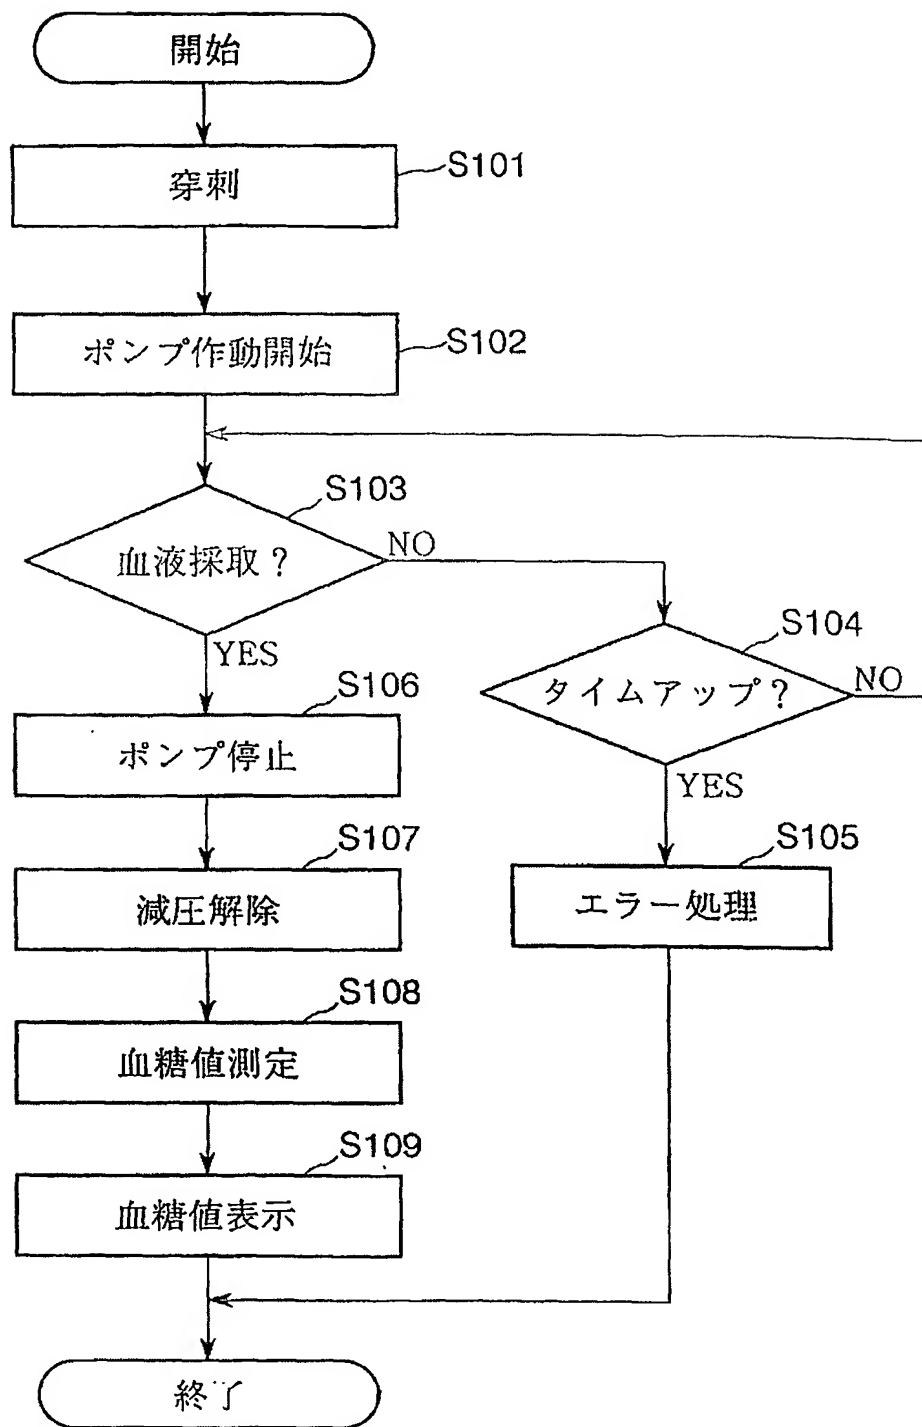 開始
穿刺
S101
ポンプ作動開始
S102
血液採取？
S103
NO
YES
タイムアップ？
S104
NO
YES
エラー処理
S105
ポンプ停止
S106
減圧解除
S107
血糖値測定
S108
血糖値表示
S109
終了